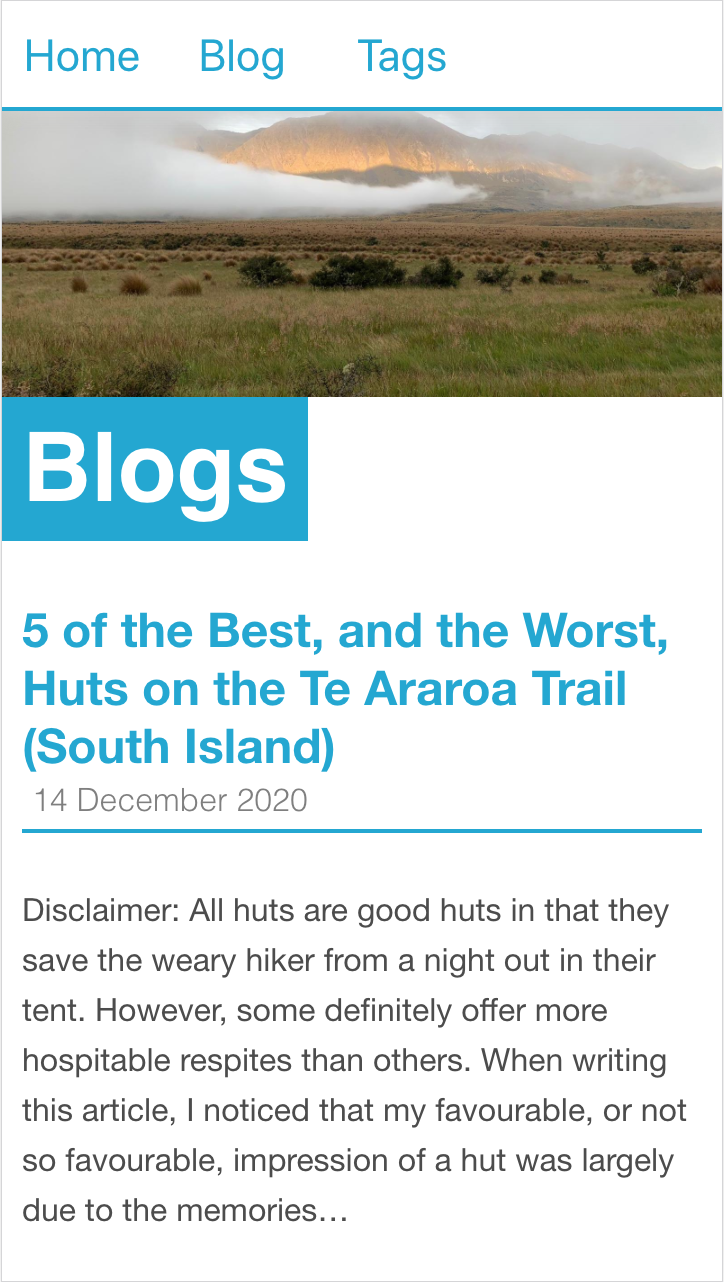 Home Blog Tags
Blogs
5 of the Best, and the Worst,
Huts on the Te Araroa Trail
(South Island)
14 December 2020
Disclaimer: All huts are good huts in that they
save the weary hiker from a night out in their
tent. However, some definitely offer more
hospitable respites than others. When writing
this article, I noticed that my favourable, or not
so favourable, impression of a hut was largely
due to the memories…